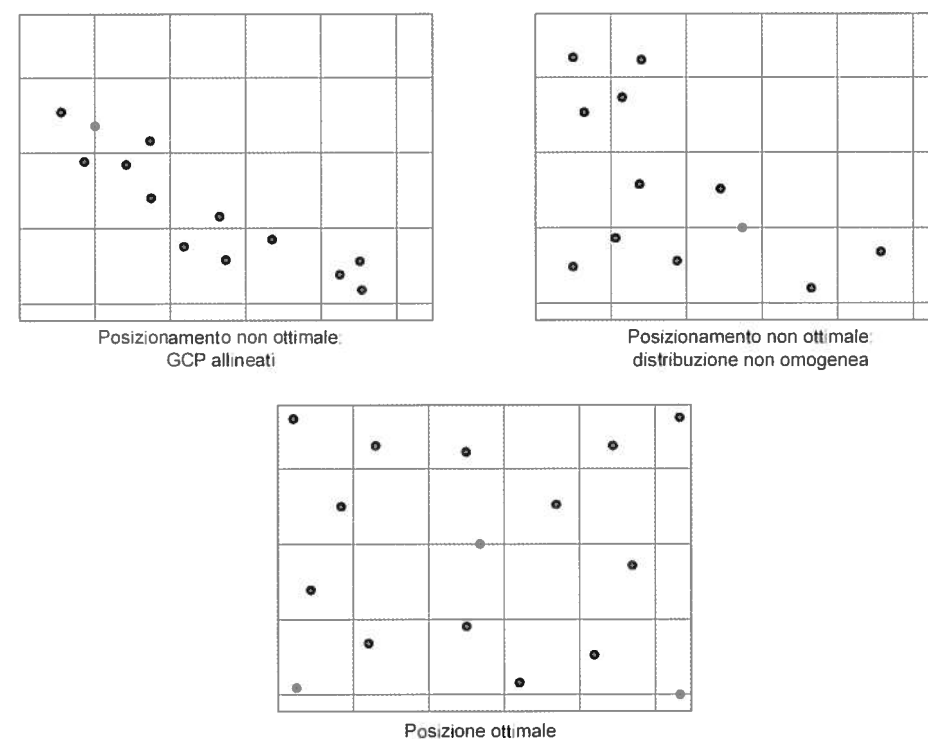 Posizionamento non ottimale:
GCP allineati
Posizionamento non ottimale:
distribuzione non omogenea
Posizione ottimale